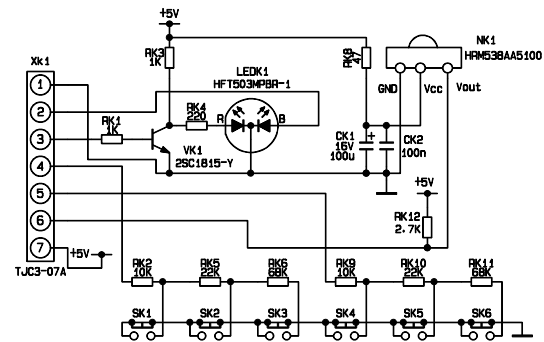 +5V
Xk1
RK3
1K
LEDK1
HFT503MPBR-1
RK8
47
NK1
HRM538AA5100
GND
Vcc
Vout
1
2
3
4
5
6
7
RK1
1K
RK4
220
R
B
VK1
2SC1815-Y
CK1
16V
100u
+
CK2
100n
+5V
RK12
2.7K
+5V
TJC3-07A
RK2
10K
RK5
22K
RK6
68K
RK9
10K
RK10
22K
RK11
68K
SK1
SK2
SK3
SK4
SK5
SK6